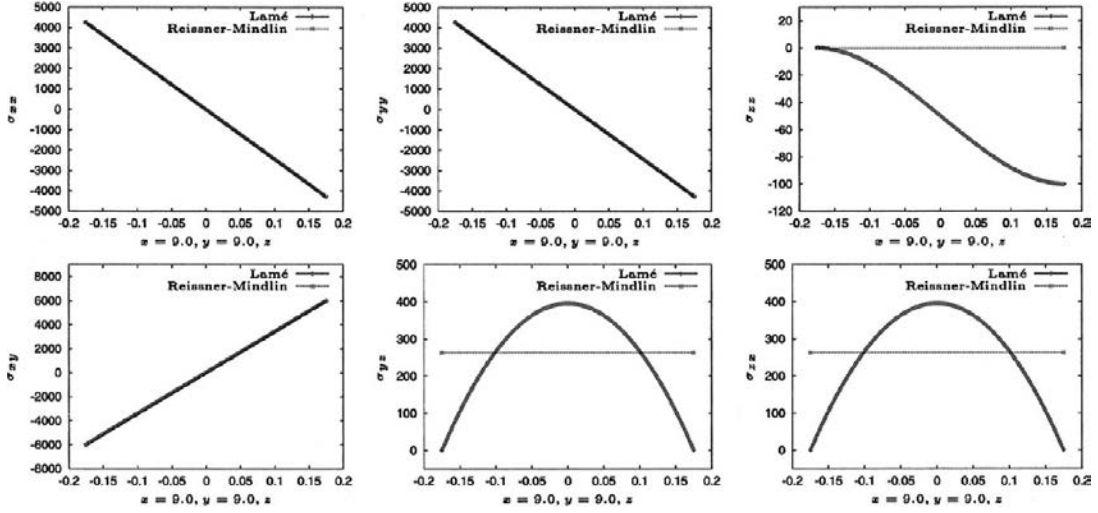 Lamé
Reissner-Mindlin
5000
4000
3000
2000
1000
0
-1000
-2000
-3000
-4000
5000
σxx
-0.2 -0.15 -0.1 -0.05 0 0.05 0.1 0.15 0.2
x = 9.0, y = 9.0, z
Lamé
Reissner-Mindlin
5000
4000
3000
2000
1000
0
-1000
-2000
-3000
-4000
5000
σyy
-0.2 -0.15 -0.1 -0.05 0 0.05 0.1 0.15 0.2
x = 9.0, y = 9.0, z
Lamé
Reissner-Mindlin
20
0
-20
-40
-60
-80
-100
-120
σzz
-0.2 -0.15 -0.1 -0.05 0 0.05 0.1 0.15 0.2
x = 9.0, y = 9.0, z
Lamé
Reissner-Mindlin
8000
6000
4000
2000
0
-2000
-4000
-6000
8000
σxy
-0.2 -0.15 -0.1 -0.05 0 0.05 0.1 0.15 0.2
x = 9.0, y = 9.0, z
Lamé
Reissner-Mindlin
500
400
300
200
100
0
σyz
-0.2 -0.15 -0.1 -0.05 0 0.05 0.1 0.15 0.2
x = 9.0, y = 9.0, z
Lamé
Reissner-Mindlin
500
400
300
200
100
0
σxz
-0.2 -0.15 -0.1 -0.05 0 0.05 0.1 0.15 0.2
x = 9.0, y = 9.0, z